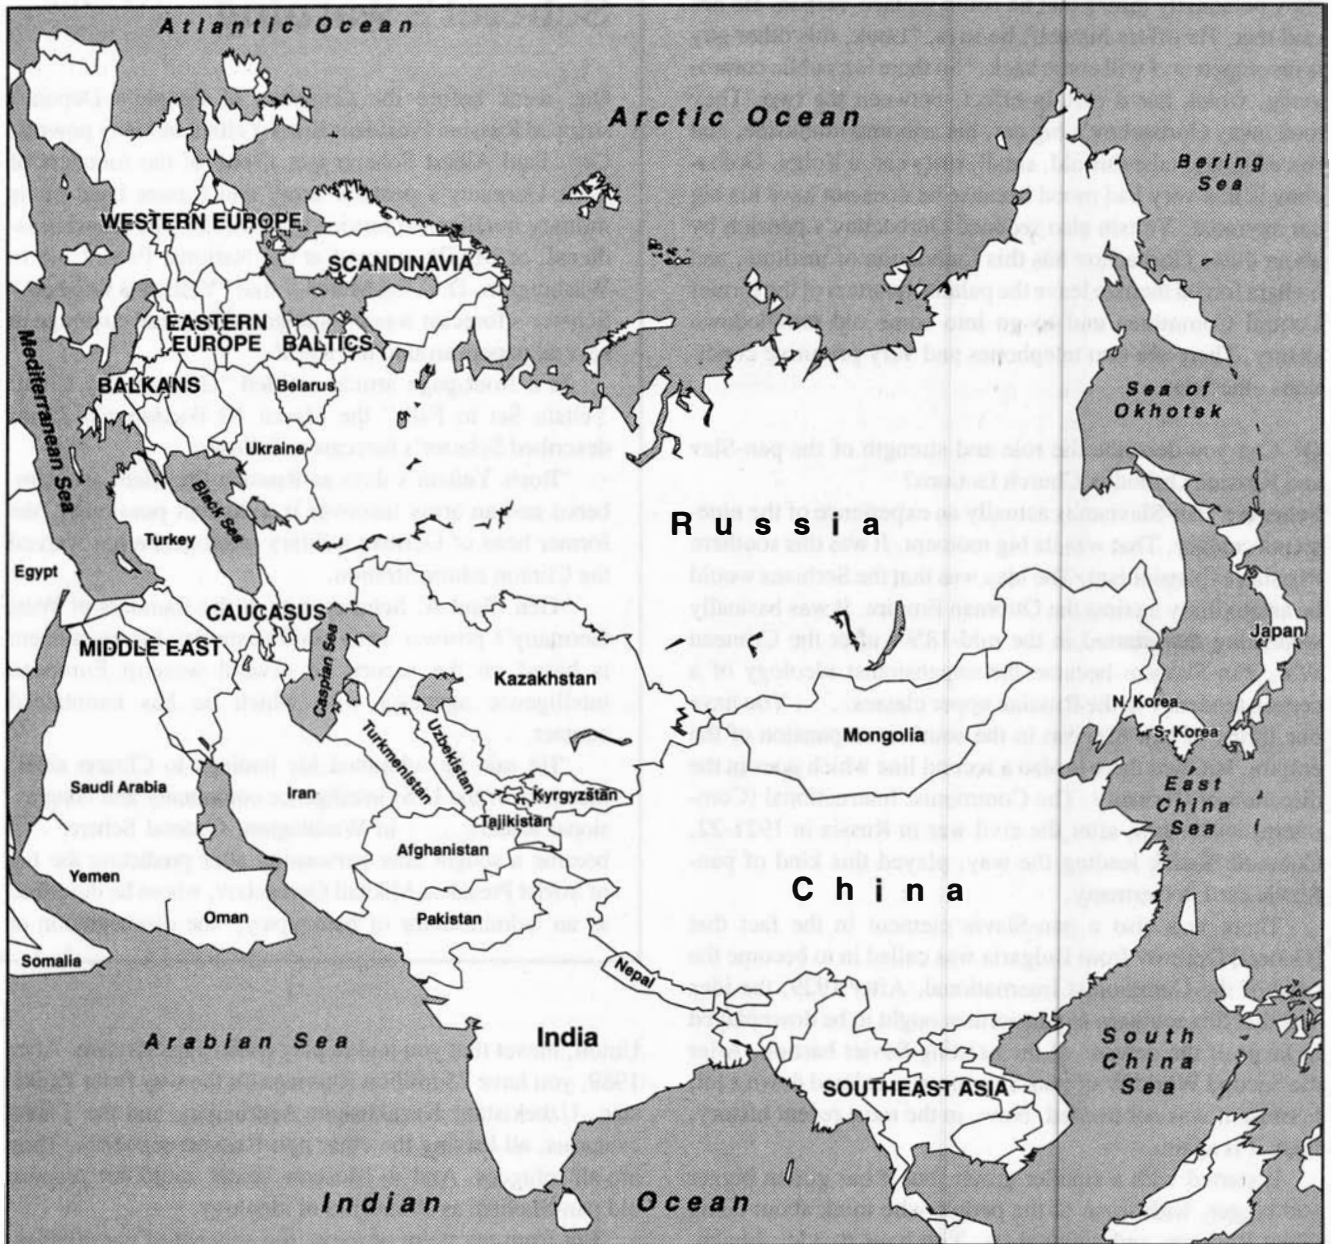 Atlantic Ocean
Arctic Ocean
Bering
Sea
WESTERN EUROPE
SCANDINAVIA
EASTERN
EUROPE
BALTICS
Mediterranean Sea
BALKANS
Belarus
Sea of
Okhotsk
Ukraine
Black Sea
Russia
Turkey
Egypt
CAUCASUS
MIDDLE EAST
Caspian Sea
Kazakhstan
Japan
N. Korea
S. Korea
Mongolia
Turkmenistan
Uzbekistan
Saudi Arabia
Iran
Kyrgyzstan
Tajikistan
East
China
Sea
Afghanistan
Yemen
China
Oman
Pakistan
Somalia
Nepal
Arabian Sea
India
South
China
Sea
SOUTHEAST ASIA
Indian Ocean